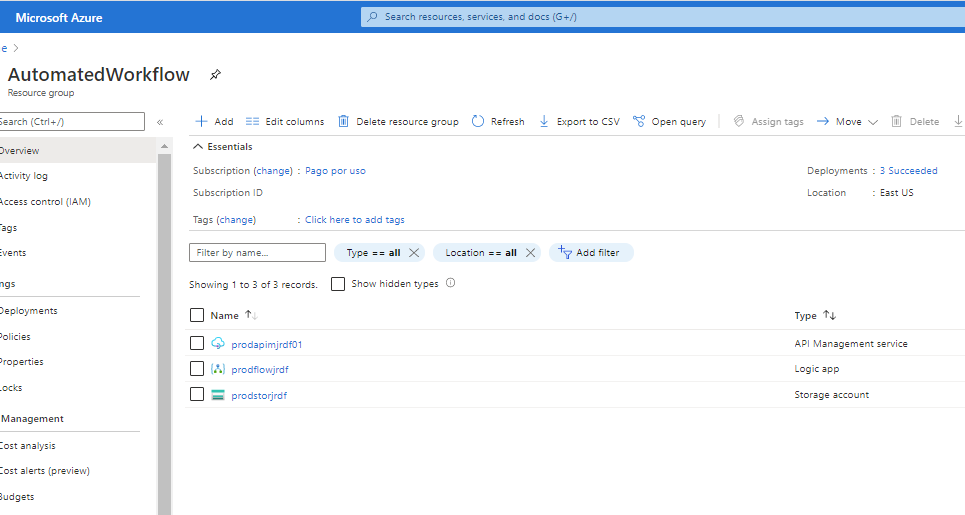 Microsoft Azure
Search resources, services, and docs (G+/)
e >
AutomatedWorkflow
Resource group
Search (Ctrl+/)
«
Add
Edit columns
Delete resource group
Refresh
Export to CSV
Open query
Assign tags
Move
Delete
Overview
Activity log
Access control (IAM)
Tags
Events
ngs
Deployments
Policies
Properties
Locks
Management
Cost analysis
Cost alerts (preview)
Budgets
Essentials
Subscription (change) : Pago por uso
Deployments : 3 Succeeded
Subscription ID
Location : East US
Tags (change) : Click here to add tags
Filter by name...
Type == all
Location == all
Add filter
Showing 1 to 3 of 3 records.
Show hidden types
Name ↑↓
Type ↑↓
prodapimjrdf01
API Management service
prodflowjrdf
Logic app
prodstorjrdf
Storage account